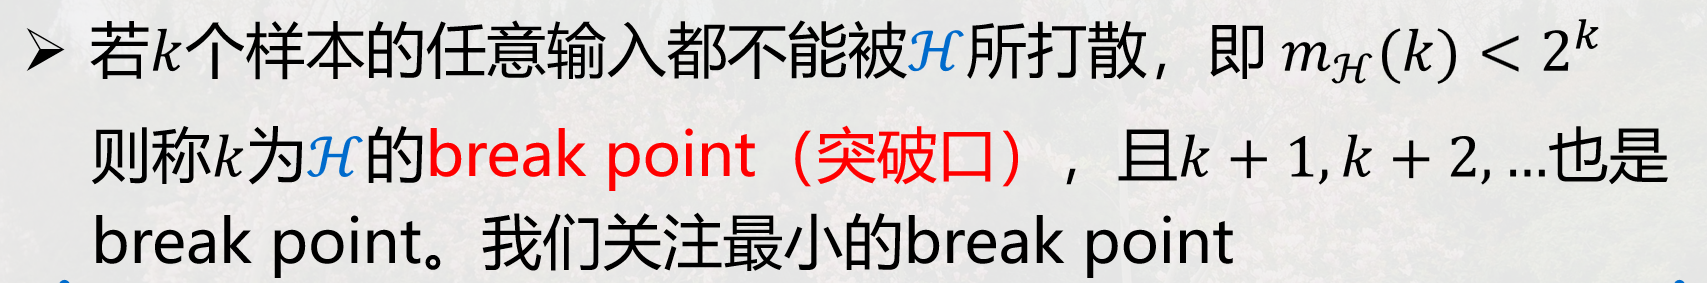 ➢ 若k个样本的任意输入都不能被ℋ所打散，即 mℋ(k) < 2^k
则称k为ℋ的break point（突破口），且k + 1, k + 2, …也是
break point。我们关注最小的break point